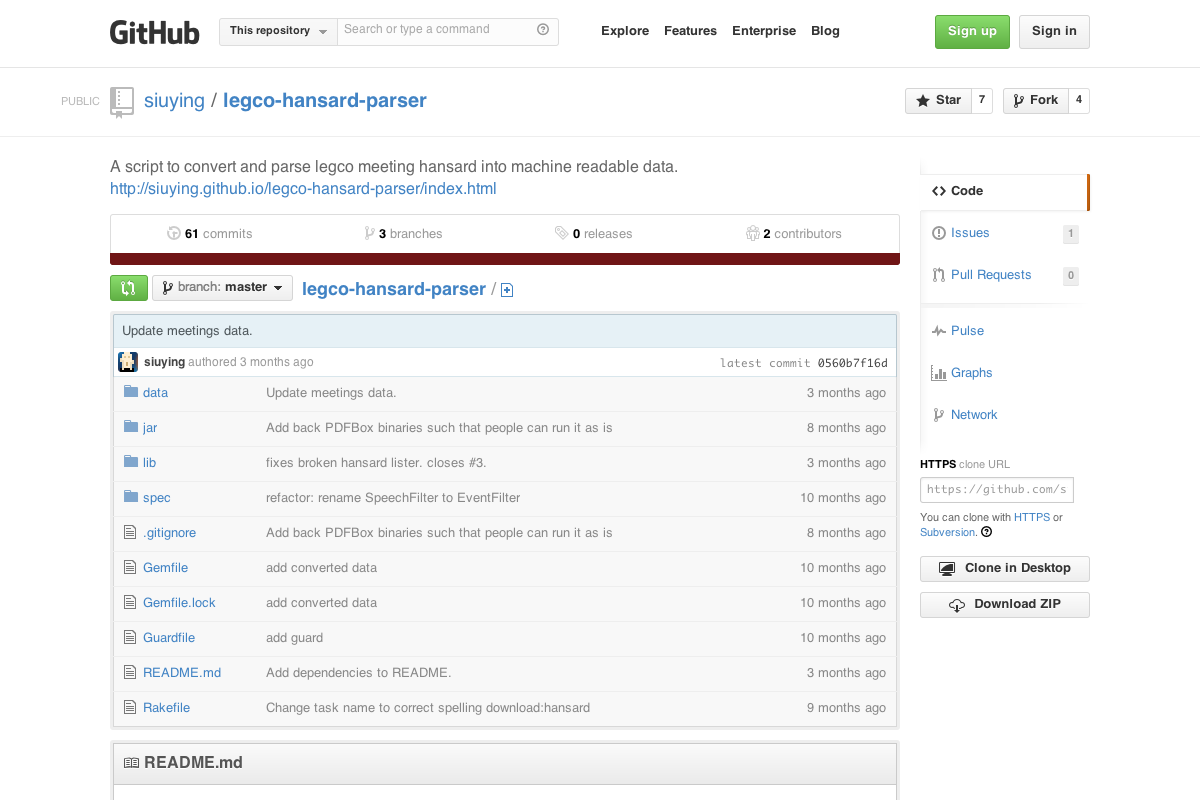 GitHub This repository Search or type a command Explore Features Enterprise Blog Sign up Sign in
PUBLIC siuying / legco-hansard-parser Star 7 Fork 4
A script to convert and parse legco meeting hansard into machine readable data.
http://siuying.github.io/legco-hansard-parser/index.html
61 commits 3 branches 0 releases 2 contributors
branch: master legco-hansard-parser /
Update meetings data.
siuying authored 3 months ago latest commit 0560b7f16d
data Update meetings data. 3 months ago
jar Add back PDFBox binaries such that people can run it as is 8 months ago
lib fixes broken hansard lister. closes #3. 3 months ago
spec refactor: rename SpeechFilter to EventFilter 10 months ago
.gitignore Add back PDFBox binaries such that people can run it as is 8 months ago
Gemfile add converted data 10 months ago
Gemfile.lock add converted data 10 months ago
Guardfile add guard 10 months ago
README.md Add dependencies to README. 3 months ago
Rakefile Change task name to correct spelling download:hansard 9 months ago
README.md
Code
Issues 1
Pull Requests 0
Pulse
Graphs
Network
HTTPS clone URL
https://github.com/s
You can clone with HTTPS or
Subversion.
Clone in Desktop
Download ZIP